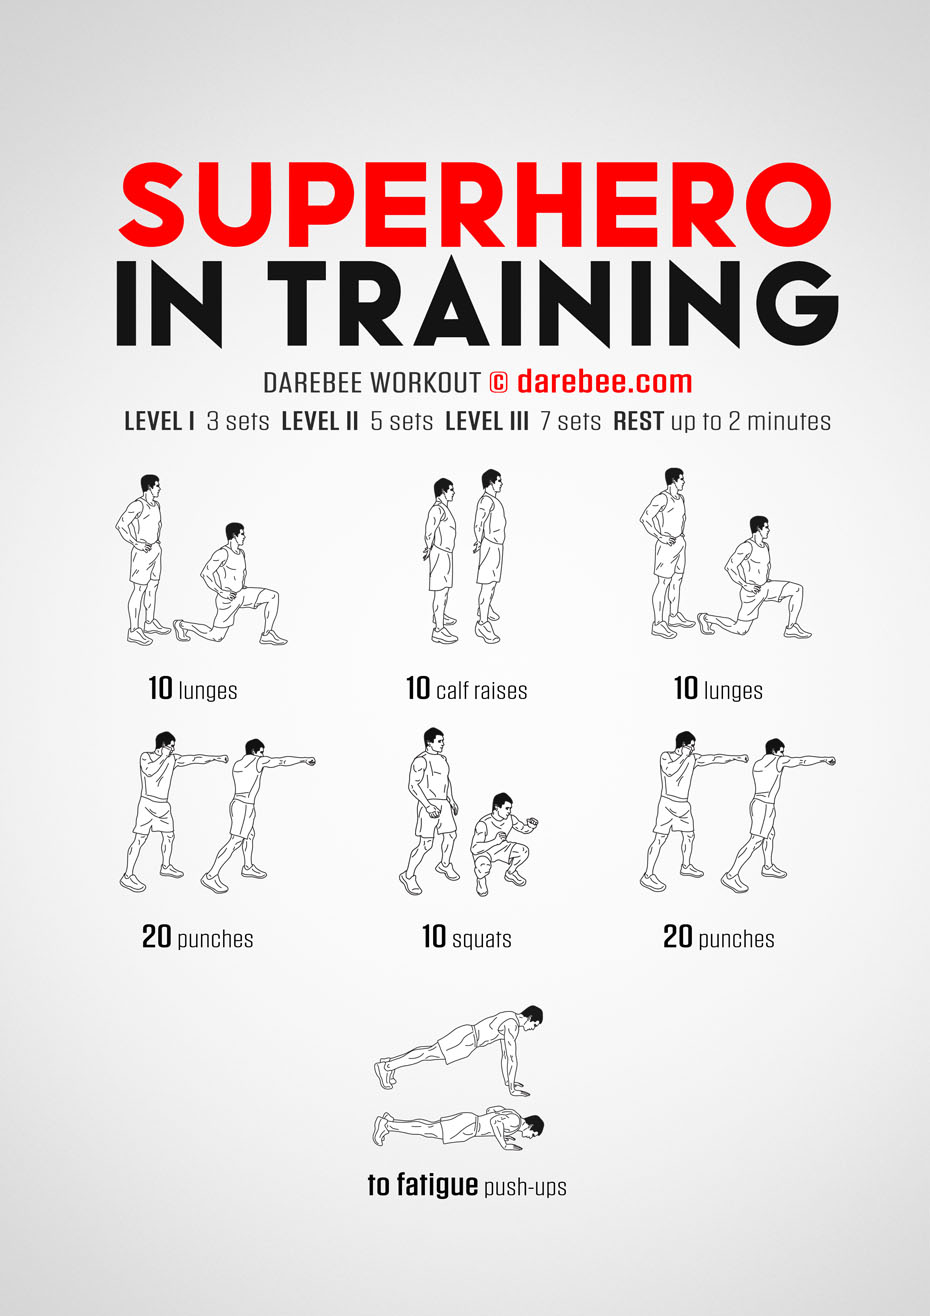 SUPERHERO
IN TRAINING
DAREBEE WORKOUT © darebee.com
LEVEL I 3 sets LEVEL II 5 sets LEVEL III 7 sets REST up to 2 minutes
10 lunges
10 calf raises
10 lunges
20 punches
10 squats
20 punches
to fatigue push-ups